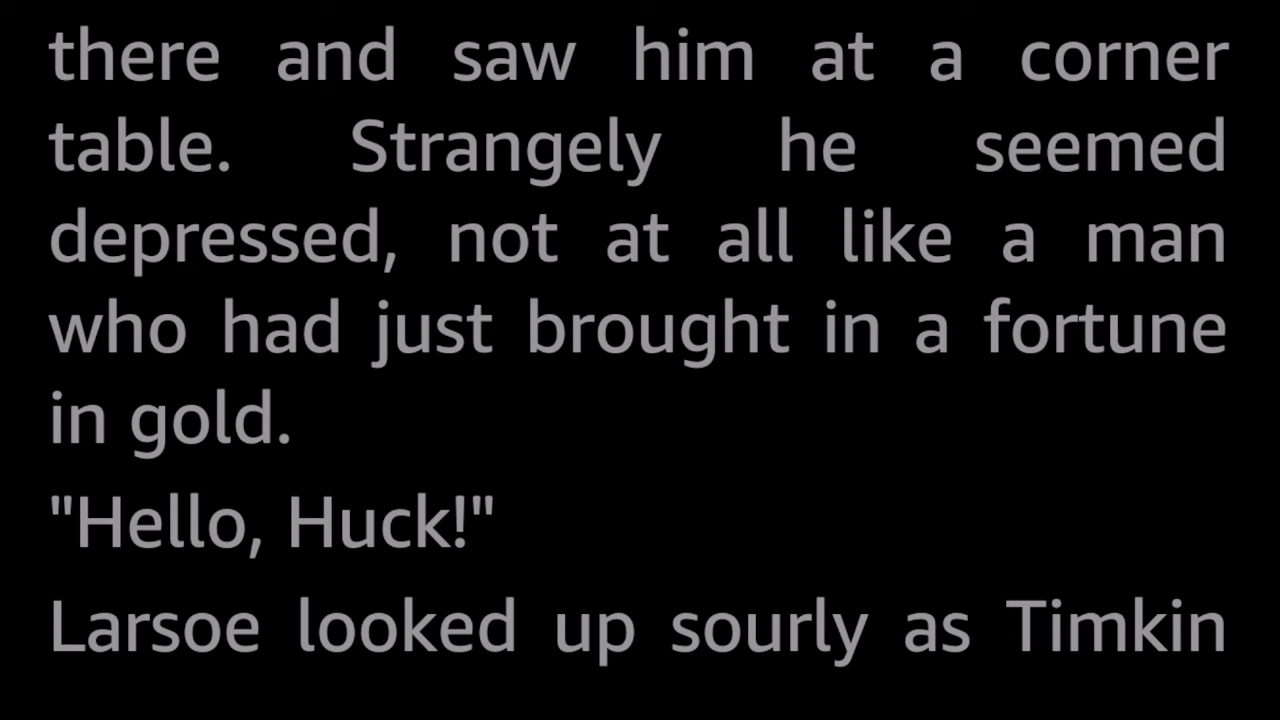 there and saw him at a corner
table. Strangely he seemed
depressed, not at all like a man
who had just brought in a fortune
in gold.
"Hello, Huck!"
Larsoe looked up sourly as Timkin